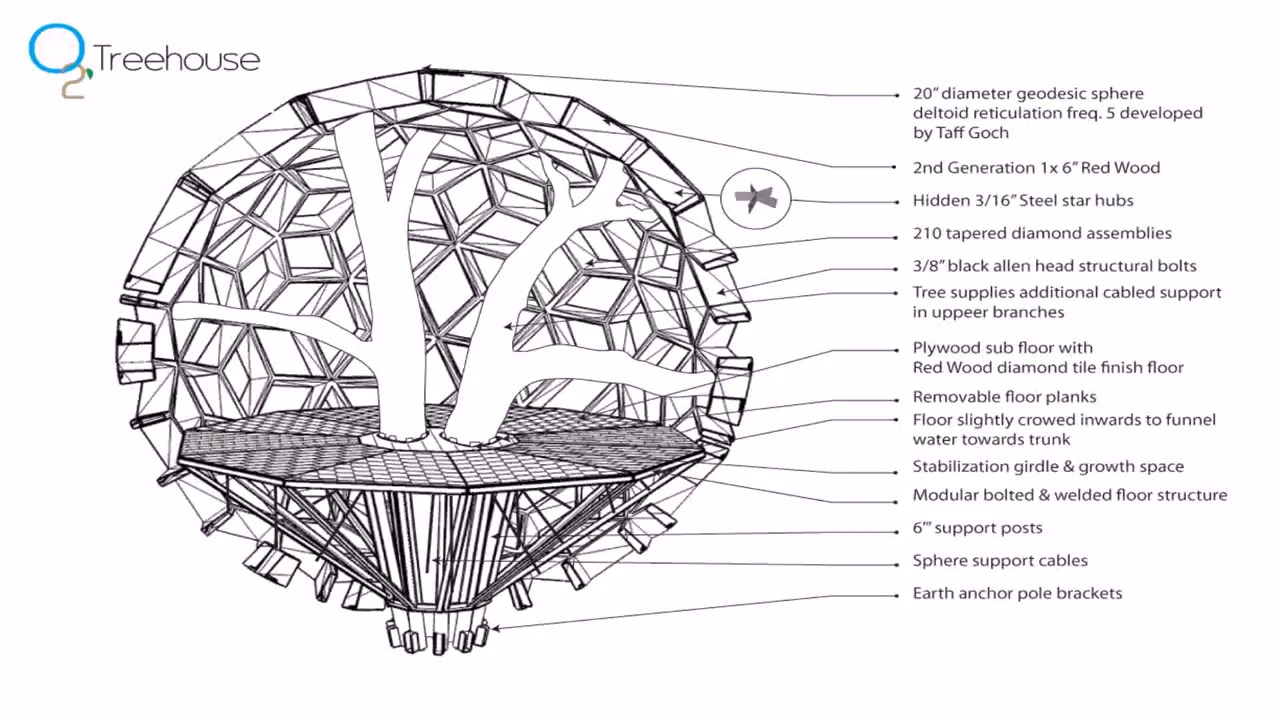 O2 Treehouse
20" diameter geodesic sphere
deltoid reticulation freq. 5 developed
by Taff Goch
2nd Generation 1x 6" Red Wood
Hidden 3/16" Steel star hubs
210 tapered diamond assemblies
3/8" black allen head structural bolts
Tree supplies additional cabled support
in uppeer branches
Plywood sub floor with
Red Wood diamond tile finish floor
Removable floor planks
Floor slightly crowed inwards to funnel
water towards trunk
Stabilization girdle & growth space
Modular bolted & welded floor structure
6"' support posts
Sphere support cables
Earth anchor pole brackets